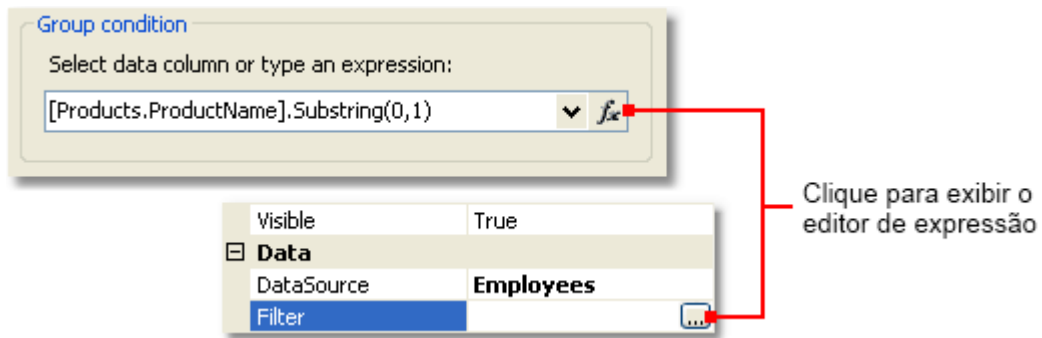 Group condition
Select data column or type an expression:
[Products.ProductName].Substring(0,1) fx
Clique para exibir o
editor de expressão
Visible True
Data
DataSource Employees
Filter ...